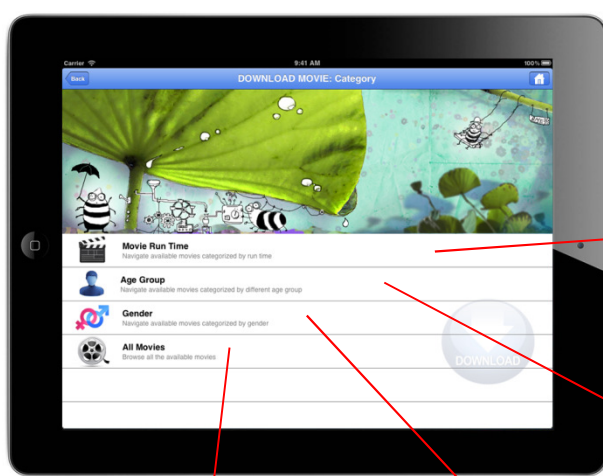 Carrier
9:41 AM
100%
Back
DOWNLOAD MOVIE: Category
Movie Run Time
Navigate available movies categorized by run time
Age Group
Navigate available movies categorized by different age group
Gender
Navigate available movies categorized by gender
All Movies
Browse all the available movies
DOWNLOAD